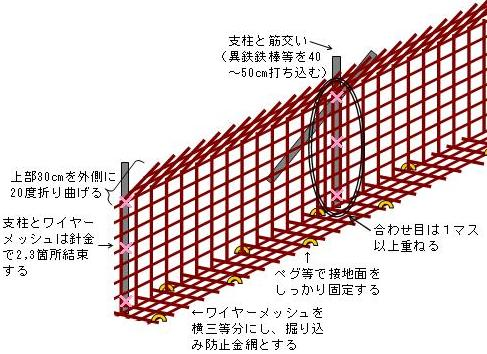 支柱と筋交い
（異鉄鉄棒等を40
～50cm打ち込む）
上部30cmを外側に
20度折り曲げる
支柱とワイヤー
メッシュは針金
で2,3箇所結束
する
合わせ目は１マス
以上重ねる
ペグ等で接地面を
しっかり固定する
←ワイヤーメッシュを
横三等分にし、掘り込
み防止金網とする